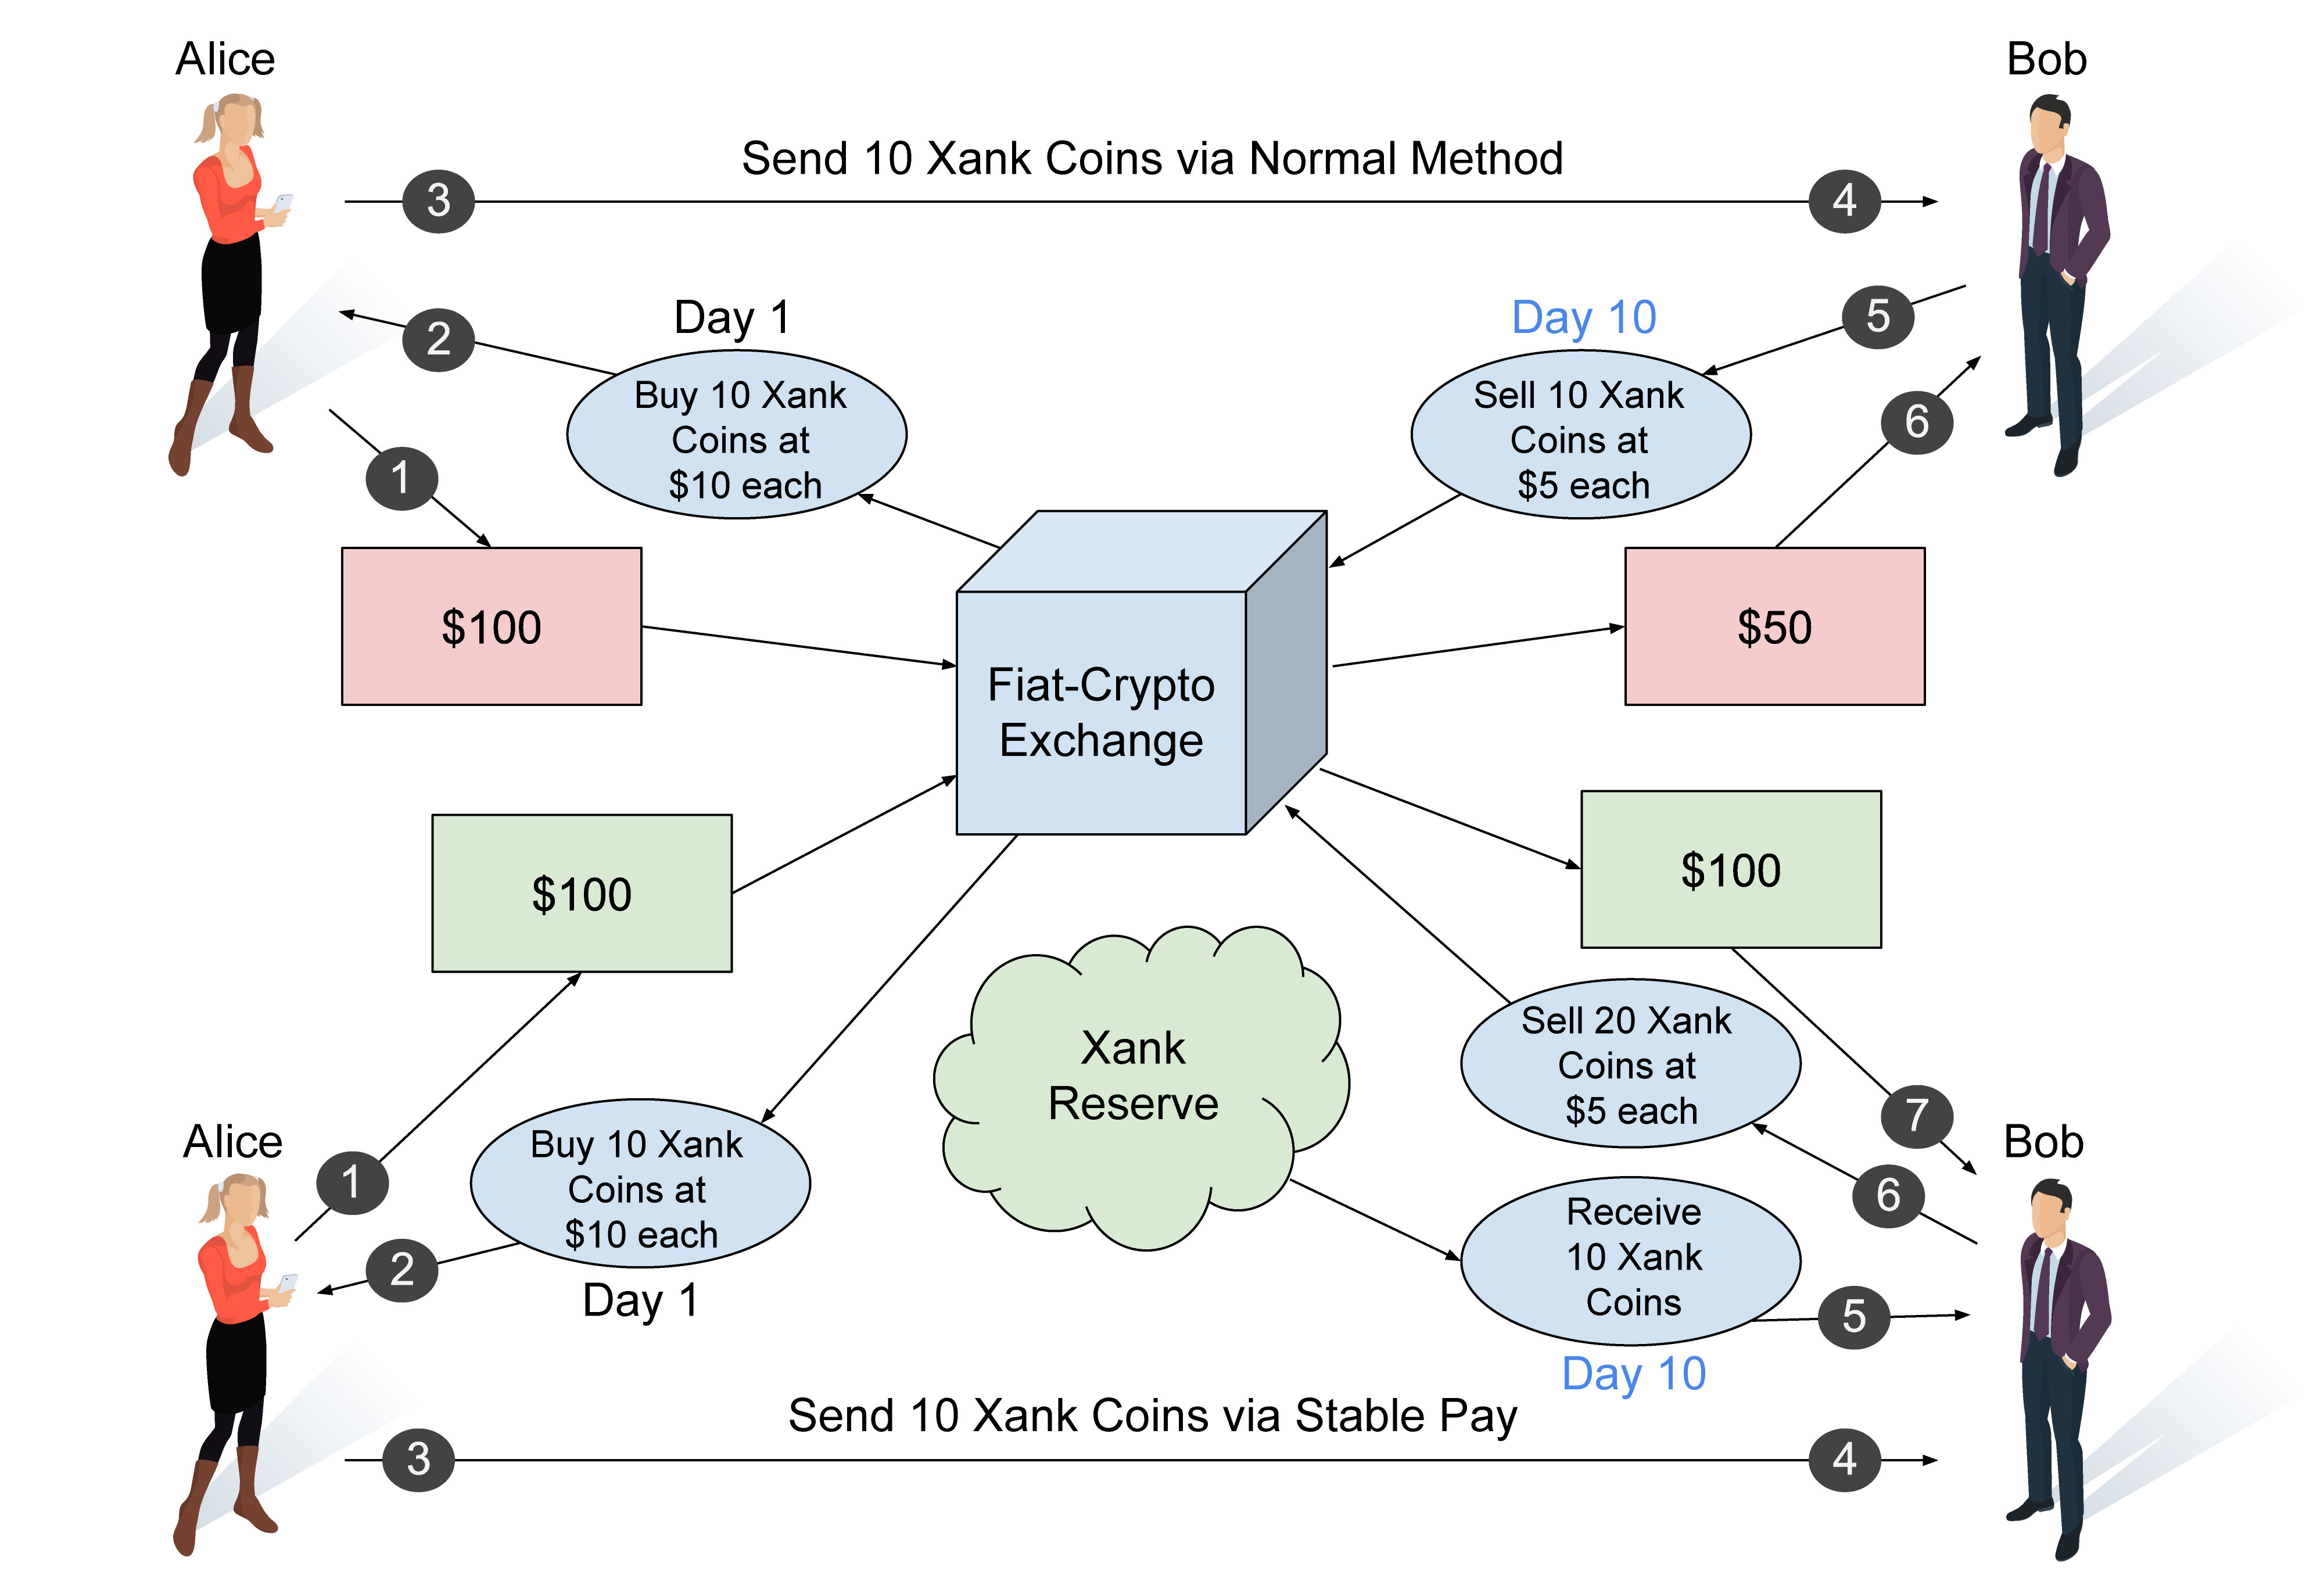 Alice
Bob
Send 10 Xank Coins via Normal Method
3
4
Day 1
Day 10
2
5
Buy 10 Xank
Coins at
$10 each
Sell 10 Xank
Coins at
$5 each
6
1
$100
$50
Fiat-Crypto
Exchange
$100
$100
Xank
Reserve
Sell 20 Xank
Coins at
$5 each
7
Alice
Bob
1
Buy 10 Xank
Coins at
$10 each
6
2
Receive
10 Xank
Coins
5
Day 1
Day 10
Send 10 Xank Coins via Stable Pay
3
4